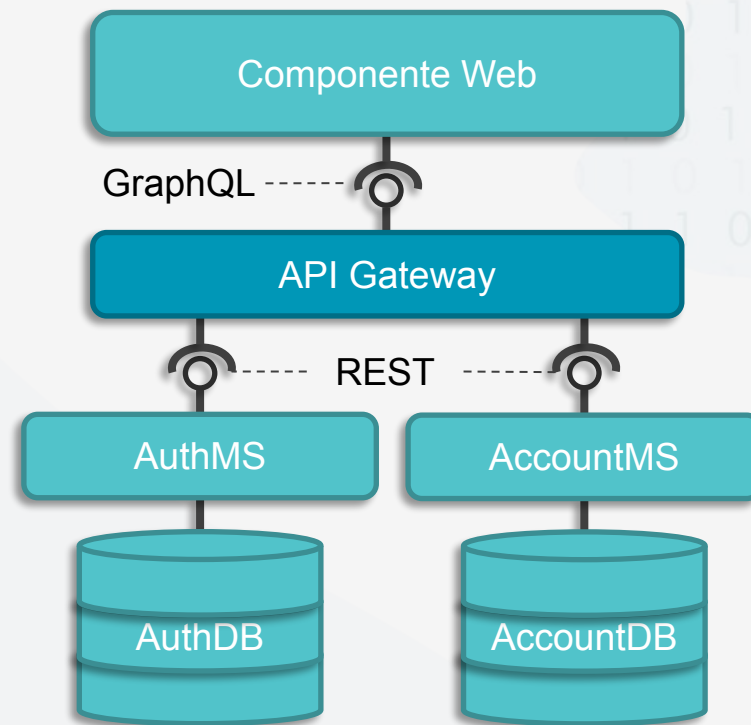 Componente Web
GraphQL
API Gateway
REST
AuthMS
AccountMS
AuthDB
AccountDB